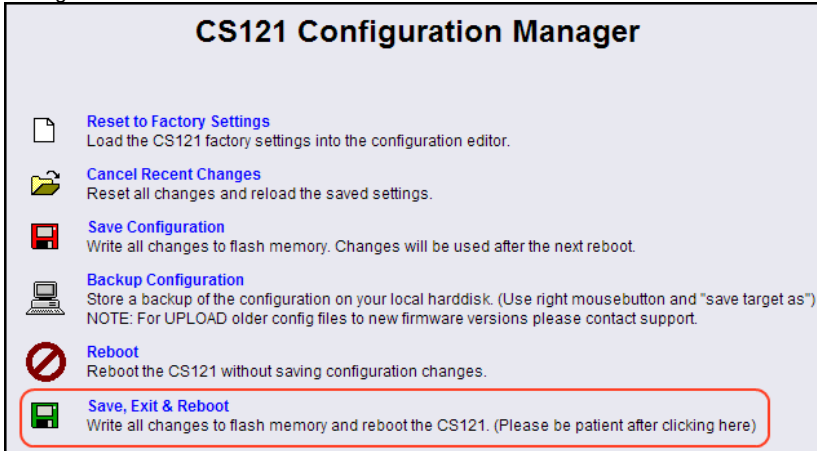 CS121 Configuration Manager
Reset to Factory Settings
Load the CS121 factory settings into the configuration editor.
Cancel Recent Changes
Reset all changes and reload the saved settings.
Save Configuration
Write all changes to flash memory. Changes will be used after the next reboot.
Backup Configuration
Store a backup of the configuration on your local harddisk. (Use right mousebutton and "save target as")
NOTE: For UPLOAD older config files to new firmware versions please contact support.
Reboot
Reboot the CS121 without saving configuration changes.
Save, Exit & Reboot
Write all changes to flash memory and reboot the CS121. (Please be patient after clicking here)